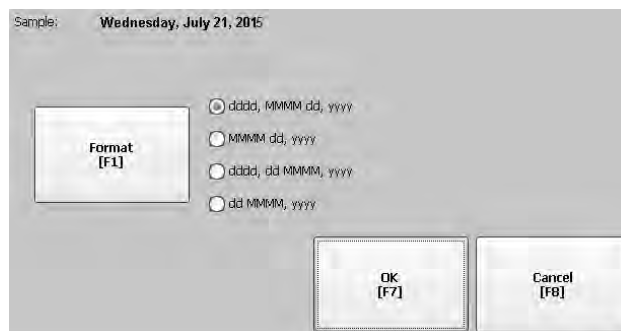 Sample: Wednesday, July 21, 2015
dddd, MMMM dd, yyyy
MMMM dd, yyyy
dddd, dd MMMM, yyyy
dd MMMM, yyyy
Format
[F1]
OK
[F7]
Cancel
[F8]